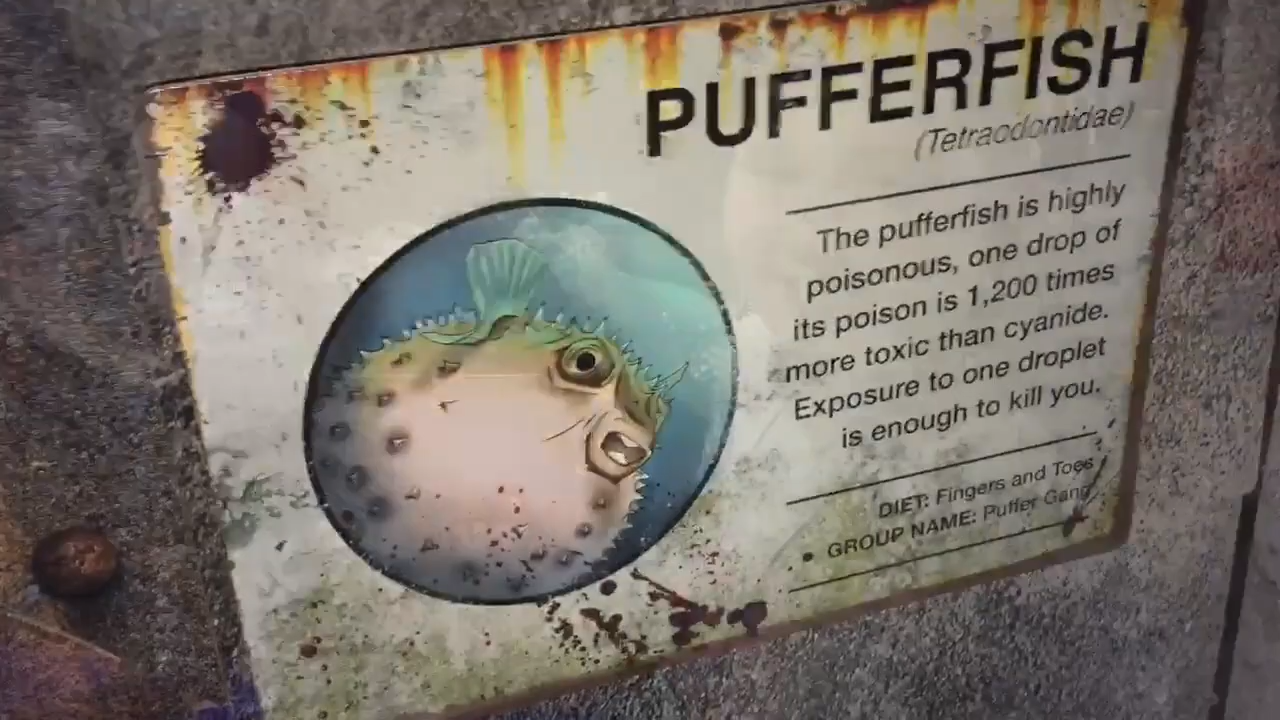 PUFFERFISH
(Tetraodontidae)
The pufferfish is highly
poisonous, one drop of
its poison is 1,200 times
more toxic than cyanide.
Exposure to one droplet
is enough to kill you.
DIET: Fingers and Toes
• GROUP NAME: Puffer Gang